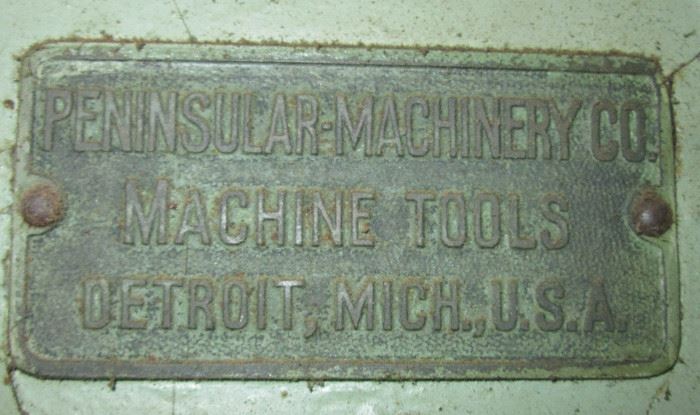 PENINSULAR-MACHINERY CO.
MACHINE TOOLS
DETROIT, MICH., U.S.A.